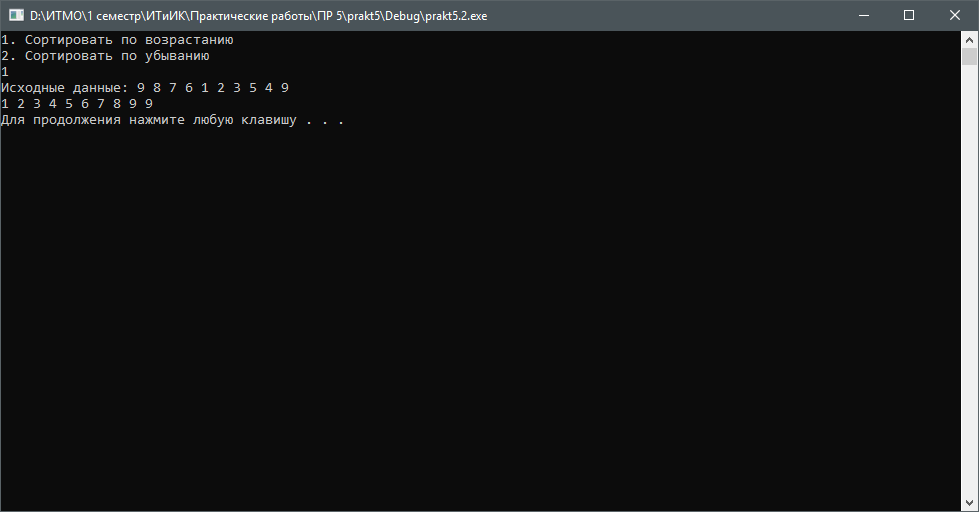 D:\ИТМО\1 семестр\ИТиИК\Практические работы\ПР 5\prakt5\Debug\prakt5.2.exe
1. Сортировать по возрастанию
2. Сортировать по убыванию
1
Исходные данные: 9 8 7 6 1 2 3 5 4 9
1 2 3 4 5 6 7 8 9 9
Для продолжения нажмите любую клавишу . . .